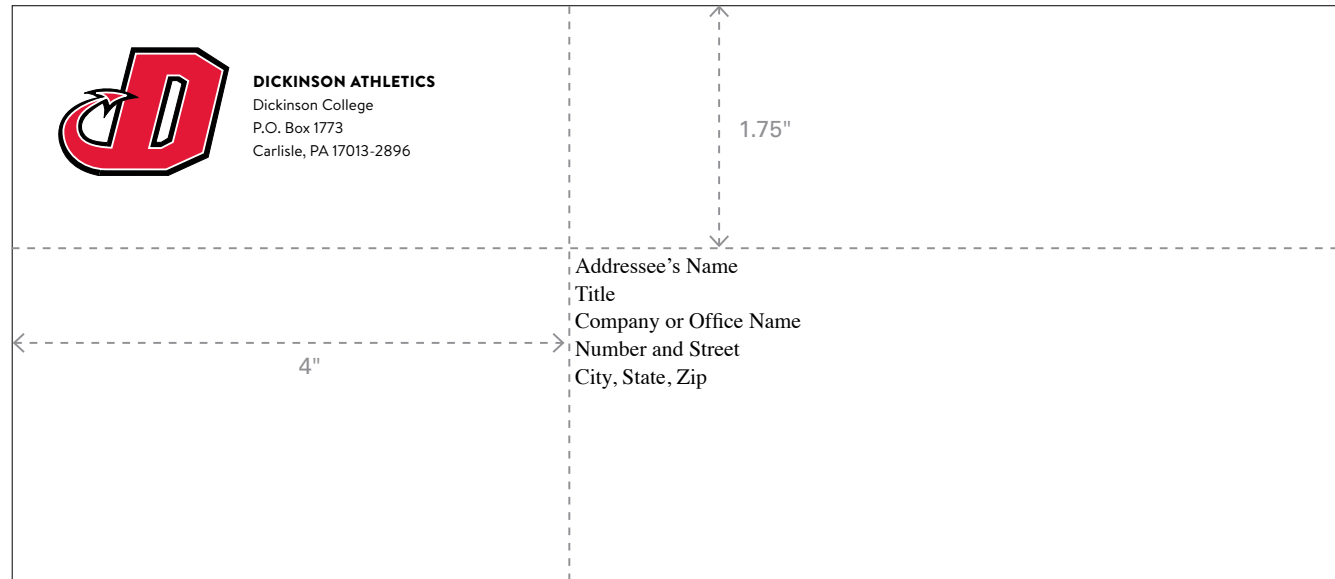 DICKINSON ATHLETICS
Dickinson College
P.O. Box 1773
Carlisle, PA 17013-2896
1.75"
Addressee’s Name
Title
Company or Office Name
Number and Street
City, State, Zip
4"